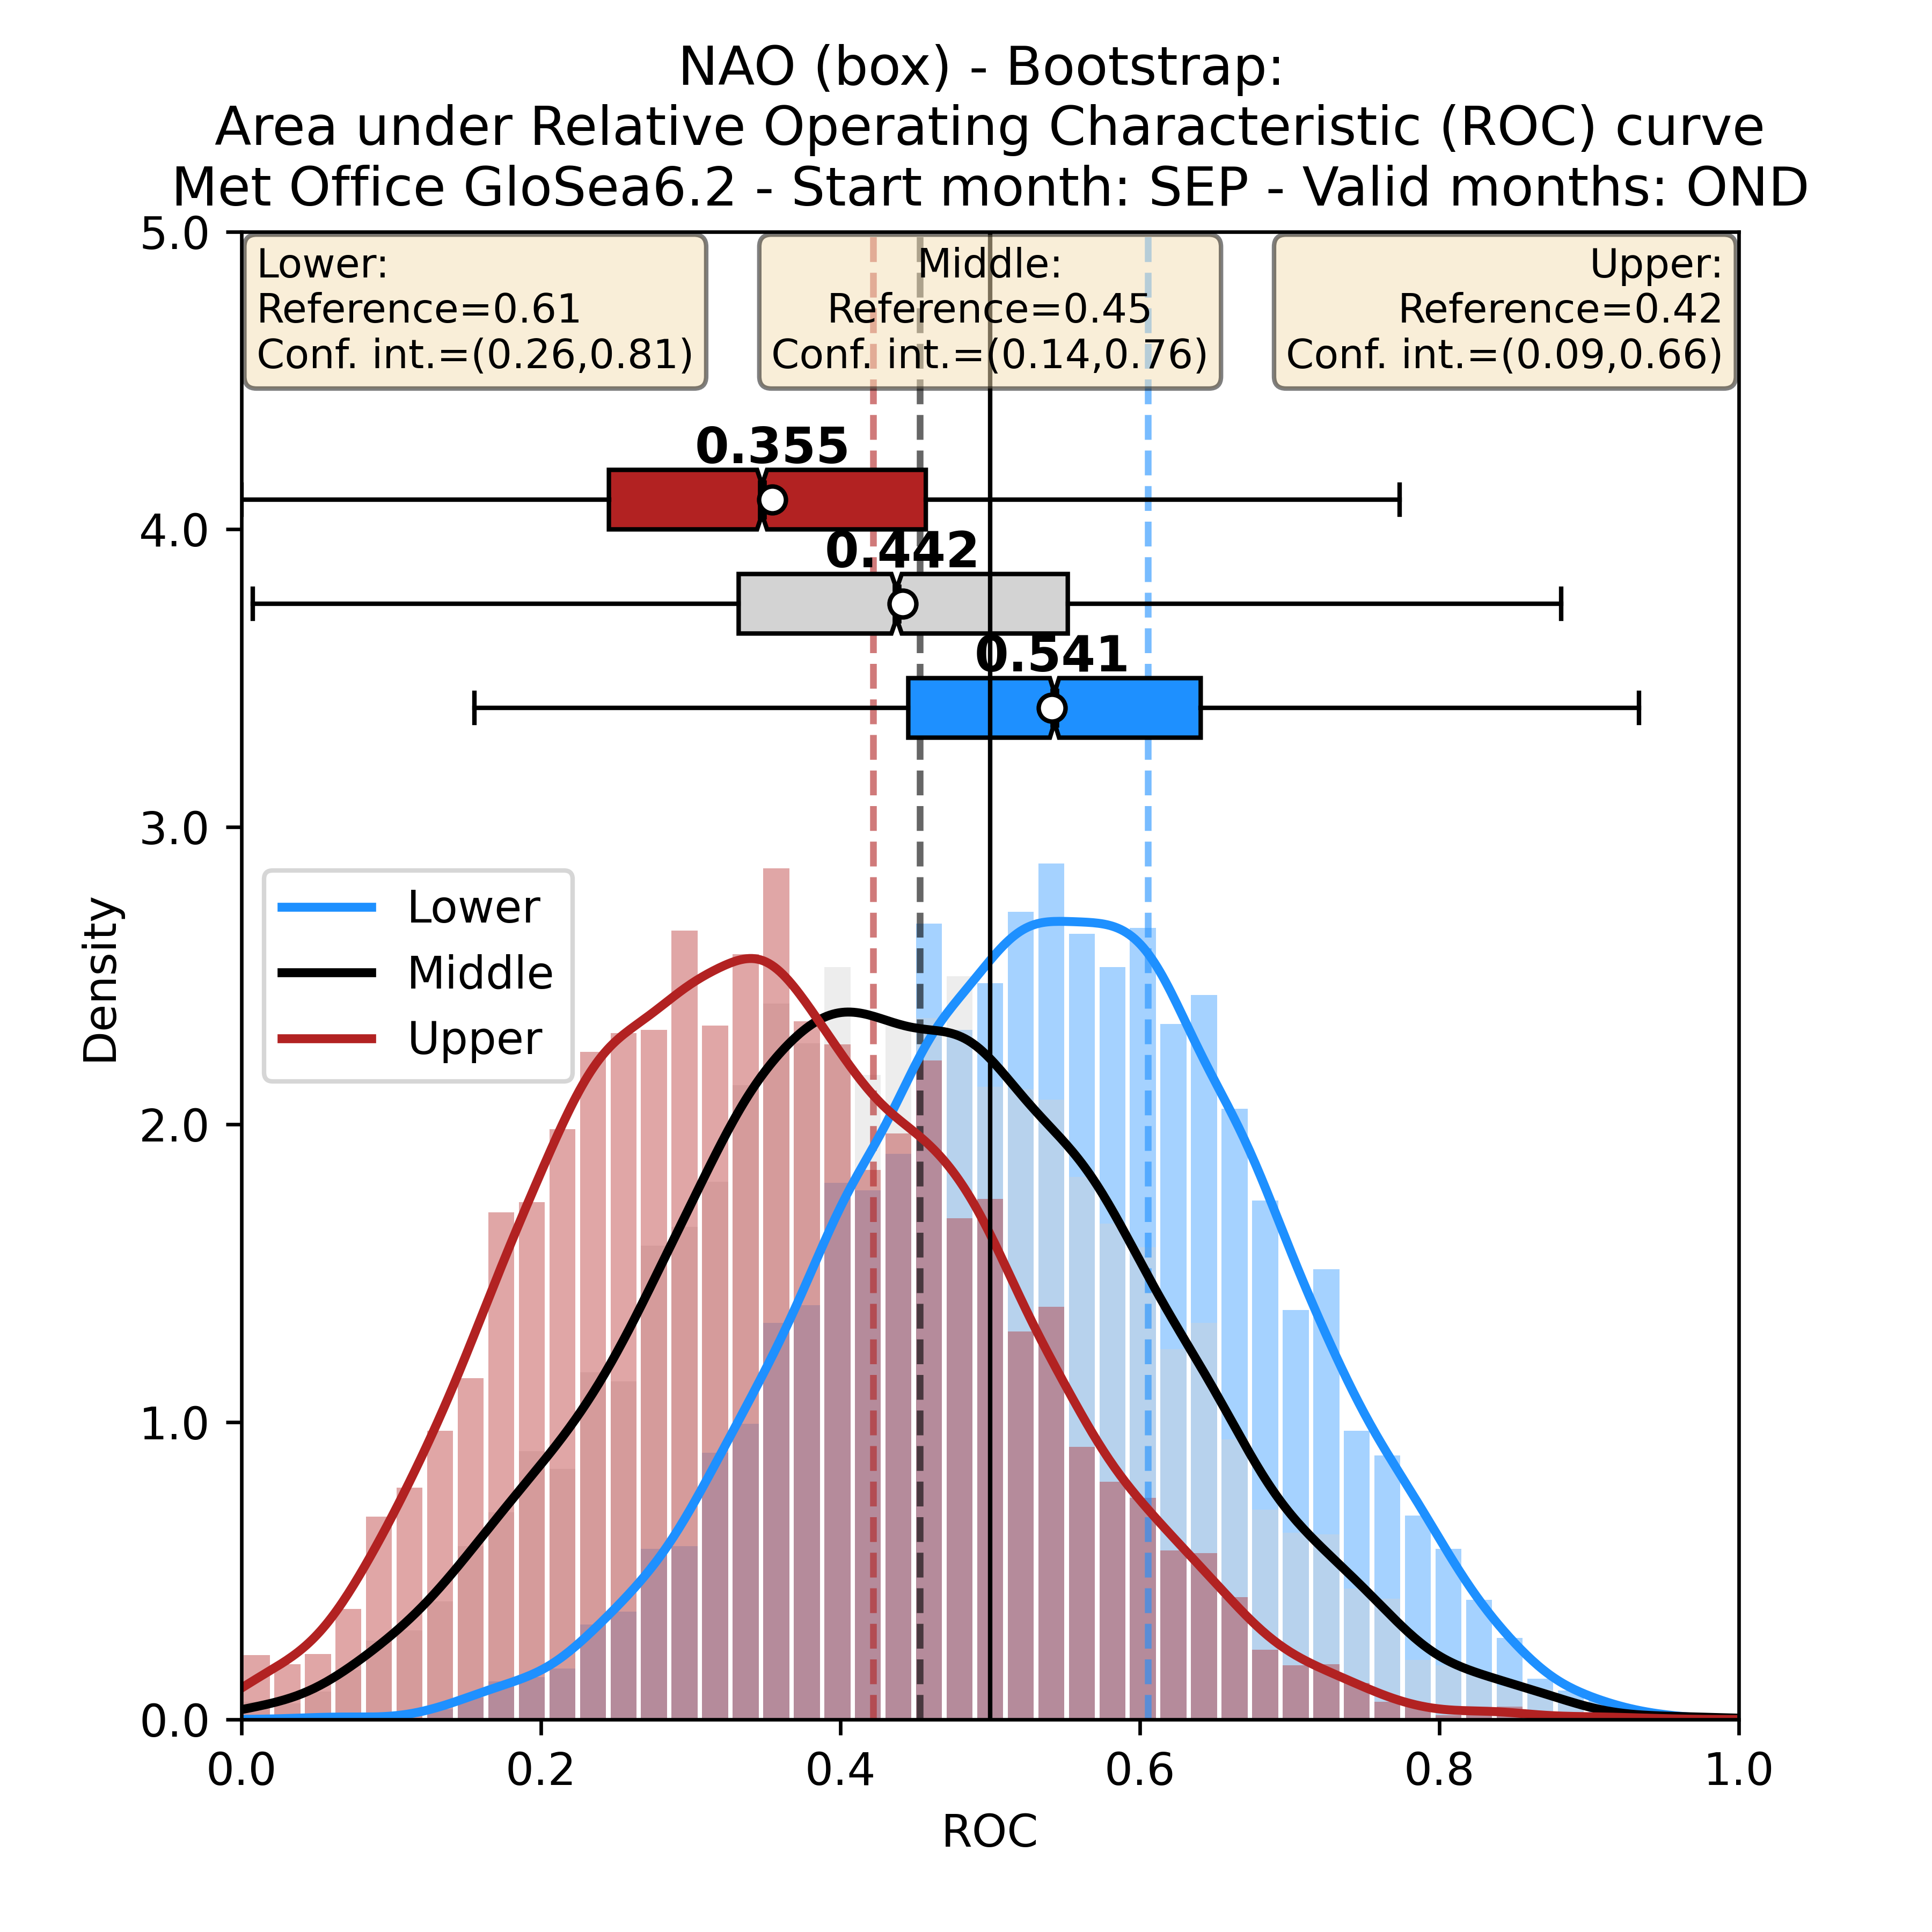 NAO (box) - Bootstrap:
Area under Relative Operating Characteristic (ROC) curve
Met Office GloSea6.2 - Start month: SEP - Valid months: OND
Lower:
Reference=0.61
Conf. int.=(0.26,0.81)
Middle:
Reference=0.45
Conf. int.=(0.14,0.76)
Upper:
Reference=0.42
Conf. int.=(0.09,0.66)
0.355
0.442
0.541
Lower
Middle
Upper
Density
5.0
4.0
3.0
2.0
1.0
0.0
0.0 0.2 0.4 0.6 0.8 1.0
ROC